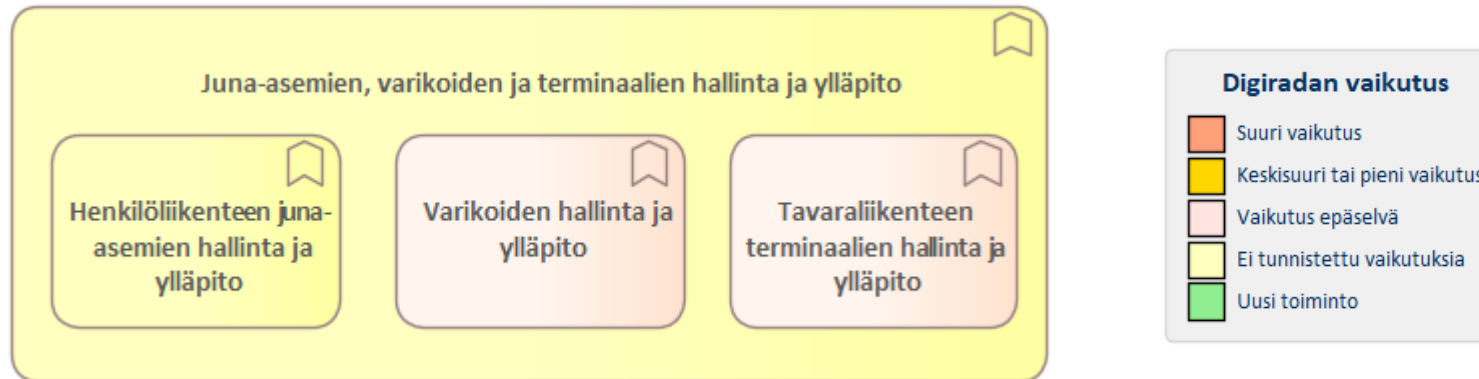 Juna-asemien, varikoiden ja terminaalien hallinta ja ylläpito
Henkilöliikenteen juna-
asemien hallinta ja
ylläpito
Varikoiden hallinta ja
ylläpito
Tavaraliikenteen
terminaalien hallinta ja
ylläpito
Digiradan vaikutus
Suuri vaikutus
Keskisuuri tai pieni vaikutus
Vaikutus epäselvä
Ei tunnistettu vaikutuksia
Uusi toiminto